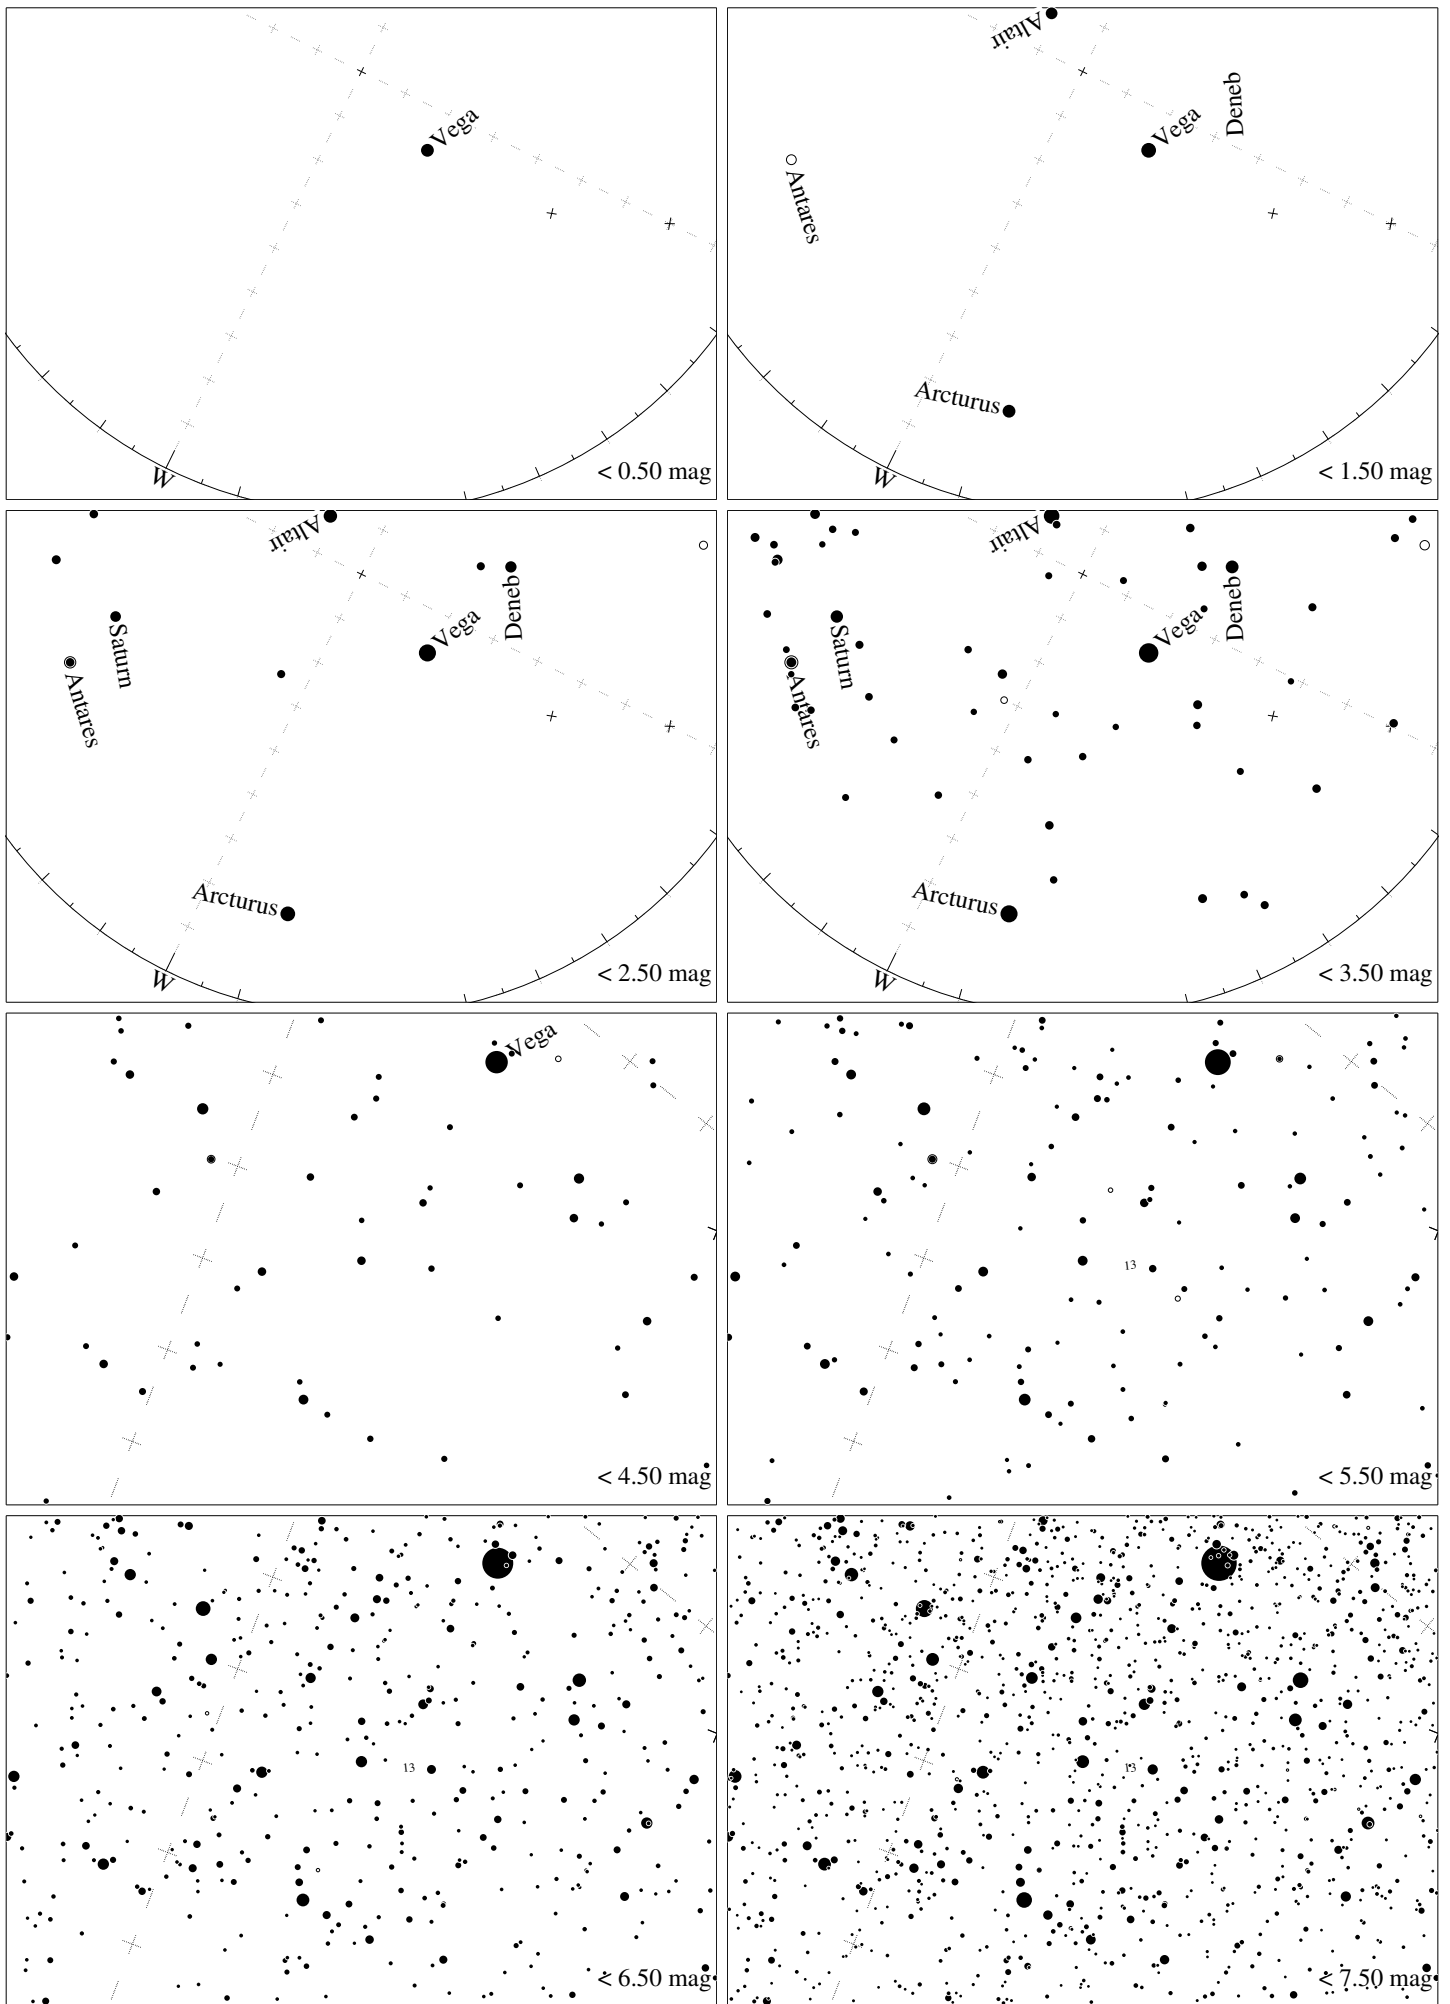 Vega
W
< 0.50 mag
Altair
Deneb
Vega
Antares
Arcturus
W
< 1.50 mag
Altair
Deneb
Vega
Saturn
Antares
Arcturus
W
< 2.50 mag
Altair
Deneb
Vega
Saturn
Antares
Arcturus
W
< 3.50 mag
Vega
< 4.50 mag
13
< 5.50 mag
13
< 6.50 mag
13
< 7.50 mag